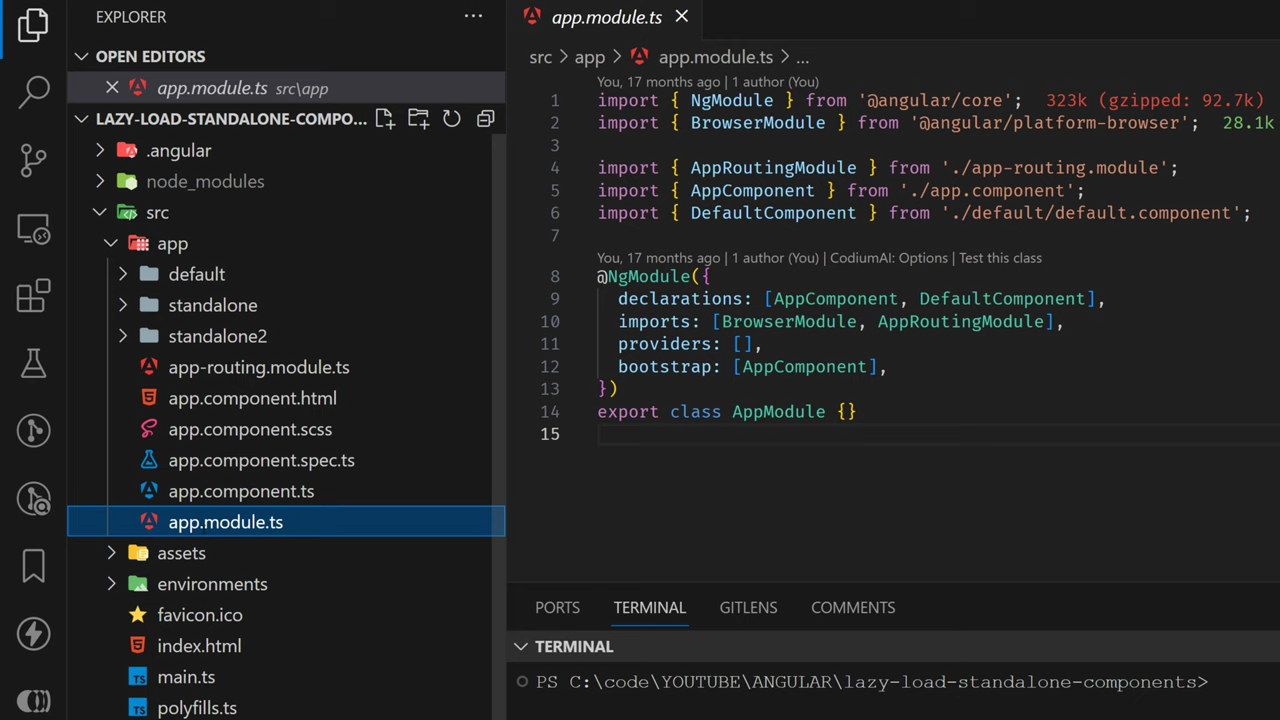 EXPLORER
OPEN EDITORS
app.module.ts src\app
LAZY-LOAD-STANDALONE-COMPO...
.angular
node_modules
src
app
default
standalone
standalone2
app-routing.module.ts
app.component.html
app.component.scss
app.component.spec.ts
app.component.ts
app.module.ts
assets
environments
favicon.ico
index.html
main.ts
polyfills.ts
app.module.ts
src > app > app.module.ts > ...
You, 17 months ago | 1 author (You)
1 import { NgModule } from '@angular/core'; 323k (gzipped: 92.7k)
2 import { BrowserModule } from '@angular/platform-browser'; 28.1k
3
4 import { AppRoutingModule } from './app-routing.module';
5 import { AppComponent } from './app.component';
6 import { DefaultComponent } from './default/default.component';
7
You, 17 months ago | 1 author (You) | CodiumAI: Options | Test this class
8 @NgModule({
9 declarations: [AppComponent, DefaultComponent],
10 imports: [BrowserModule, AppRoutingModule],
11 providers: [],
12 bootstrap: [AppComponent],
13 })
14 export class AppModule {}
15
PORTS TERMINAL GITLENS COMMENTS
TERMINAL
PS C:\code\YOUTUBE\ANGULAR\lazy-load-standalone-components>